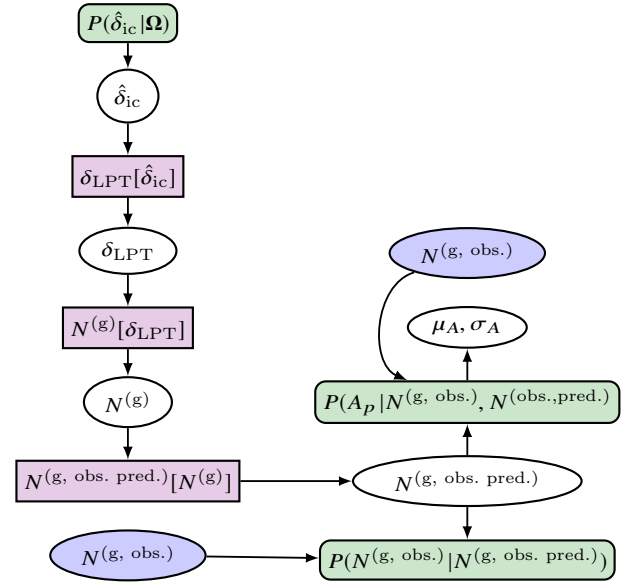 P(δ̂_ic|Ω)
δ̂_ic
δ_LPT[δ̂_ic]
δ_LPT
N^(g)[δ_LPT]
N^(g)
N^(g, obs. pred.)[N^(g)]
N^(g, obs.)
N^(g, obs.)
μ_A, σ_A
P(A_p|N^(g, obs.), N^(obs.,pred.)
N^(g, obs. pred.)
P(N^(g, obs.)|N^(g, obs. pred.))